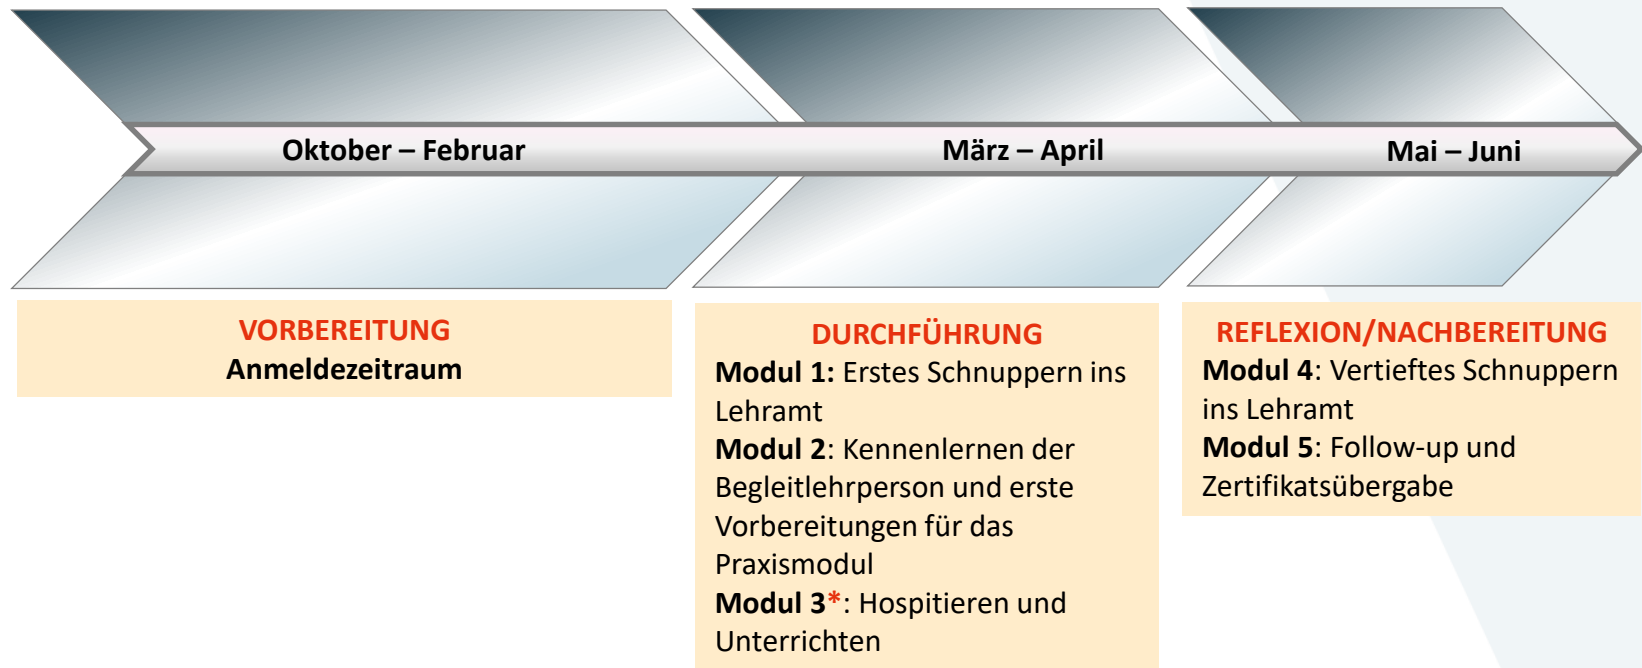 Oktober – Februar
März – April
Mai – Juni
VORBEREITUNG
Anmeldezeitraum
DURCHFÜHRUNG
Modul 1: Erstes Schnuppern ins
Lehramt
Modul 2: Kennenlernen der
Begleitlehrperson und erste
Vorbereitungen für das
Praxismodul
Modul 3*: Hospitieren und
Unterrichten
REFLEXION/NACHBEREITUNG
Modul 4: Vertieftes Schnuppern
ins Lehramt
Modul 5: Follow-up und
Zertifikatsübergabe